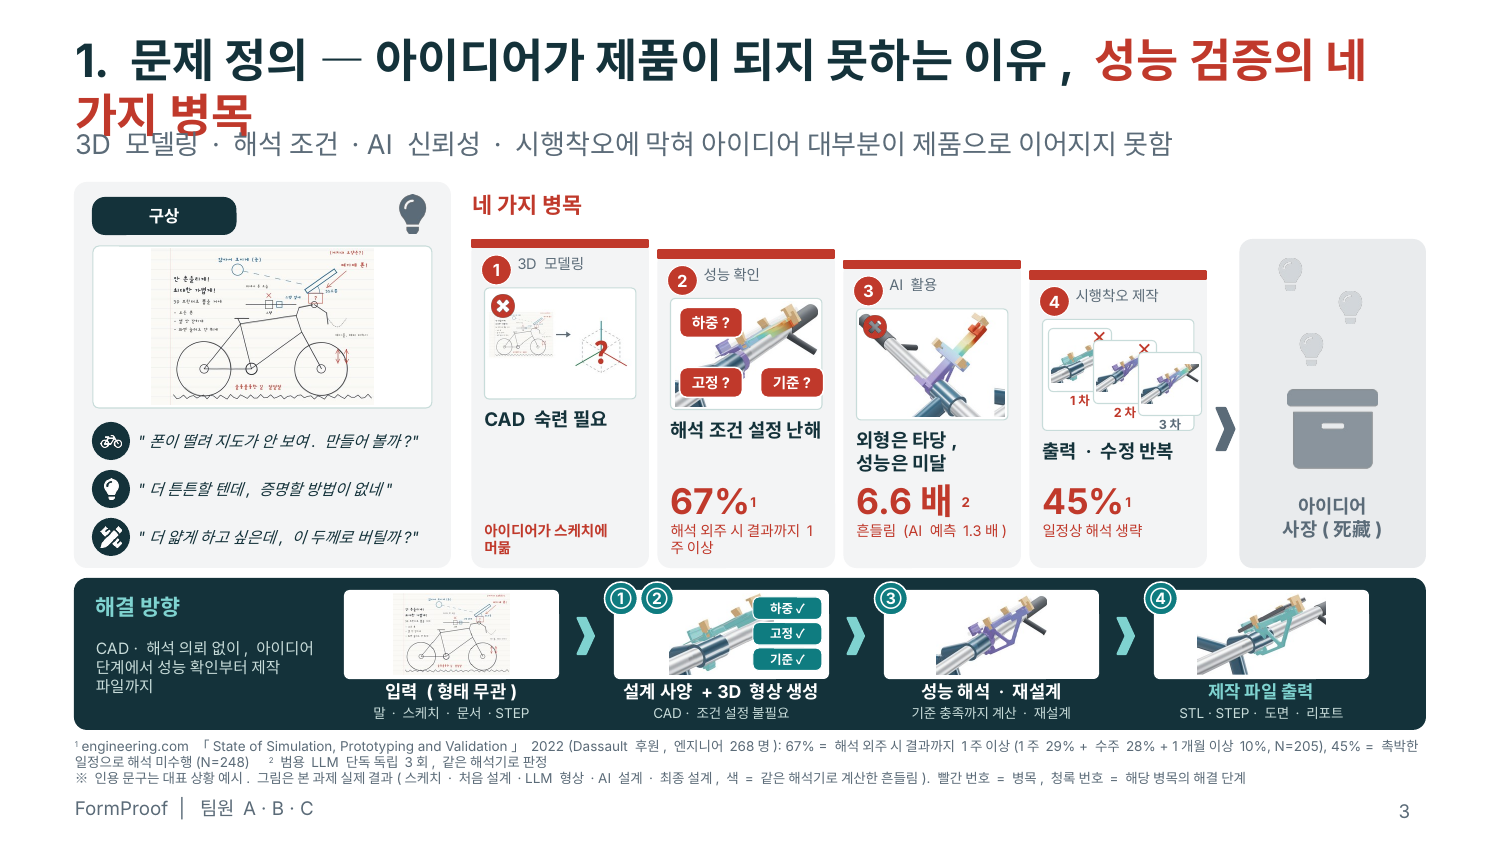 1. 문제 정의 — 아이디어가 제품이 되지 못하는 이유 , 성능 검증의 네
가지 병목
3D 모델링 · 해석 조건 · AI 신뢰성 · 시행착오에 막혀 아이디어 대부분이 제품으로 이어지지 못함
구상
안 흔들리게!
최대한 가볍게!
" 폰이 떨려 지도가 안 보여 . 만들어 볼까 ?"
" 더 튼튼할 텐데 , 증명할 방법이 없네 "
" 더 얇게 하고 싶은데 , 이 두께로 버틸까 ?"
네 가지 병목
1 3D 모델링
?
CAD 숙련 필요
아이디어가 스케치에
머묾
2 성능 확인
하중 ?
고정 ?
기준 ?
해석 조건 설정 난해
67%1
해석 외주 시 결과까지 1
주 이상
3 AI 활용
외형은 타당 ,
성능은 미달
6.6 배 2
흔들림 (AI 예측 1.3 배 )
4 시행착오 제작
1 차
2 차
3 차
출력 · 수정 반복
45%1
일정상 해석 생략
아이디어
사장 ( 死藏 )
해결 방향
CAD · 해석 의뢰 없이 , 아이디어
단계에서 성능 확인부터 제작
파일까지
입력 ( 형태 무관 )
말 · 스케치 · 문서 · STEP
① ②
하중 ✓
고정 ✓
기준 ✓
설계 사양 + 3D 형상 생성
CAD · 조건 설정 불필요
③
성능 해석 · 재설계
기준 충족까지 계산 · 재설계
④
제작 파일 출력
STL · STEP · 도면 · 리포트
1 engineering.com 「 State of Simulation, Prototyping and Validation 」 2022 (Dassault 후원 , 엔지니어 268 명 ): 67% = 해석 외주 시 결과까지 1 주 이상 (1 주 29% + 수주 28% + 1 개월 이상 10%, N=205), 45% = 촉박한
일정으로 해석 미수행 (N=248) 2 범용 LLM 단독 독립 3 회 , 같은 해석기로 판정
※ 인용 문구는 대표 상황 예시 . 그림은 본 과제 실제 결과 ( 스케치 · 처음 설계 · LLM 형상 · AI 설계 · 최종 설계 , 색 = 같은 해석기로 계산한 흔들림 ). 빨간 번호 = 병목 , 청록 번호 = 해당 병목의 해결 단계
FormProof │ 팀원 A · B · C
3